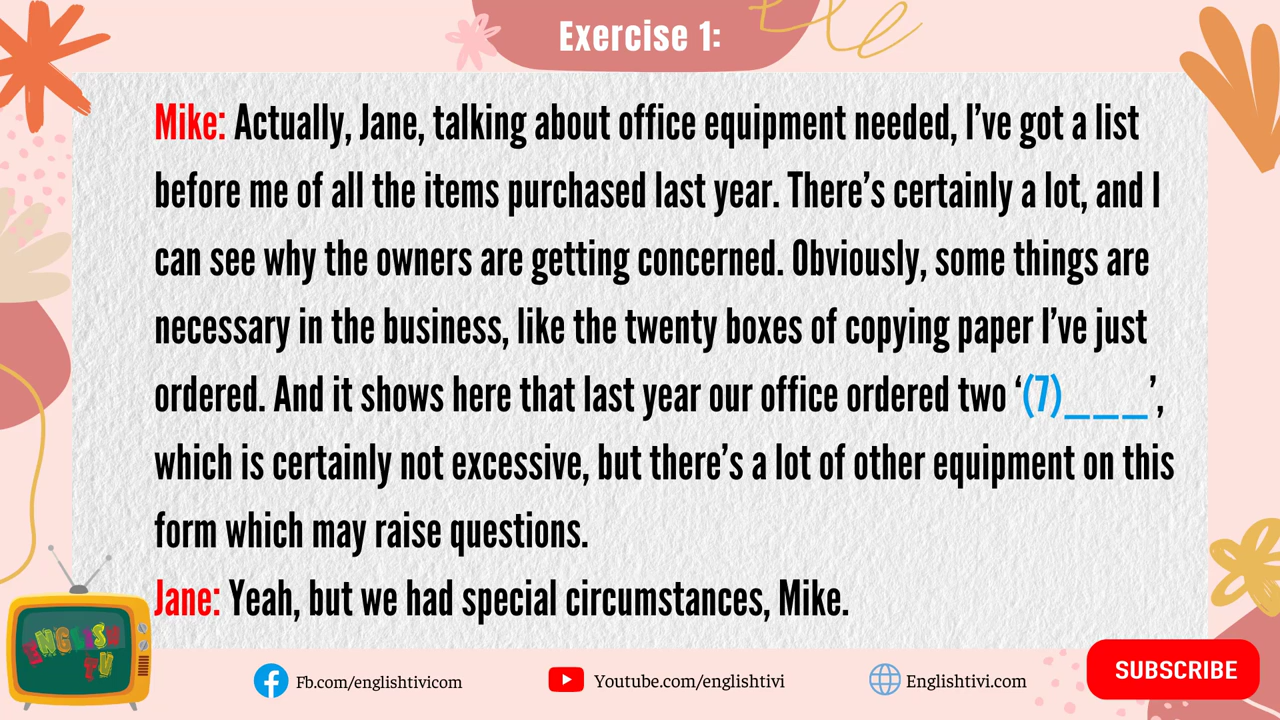 Exercise 1:
Mike: Actually, Jane, talking about office equipment needed, I’ve got a list
before me of all the items purchased last year. There’s certainly a lot, and I
can see why the owners are getting concerned. Obviously, some things are
necessary in the business, like the twenty boxes of copying paper I’ve just
ordered. And it shows here that last year our office ordered two ‘(7)___’,
which is certainly not excessive, but there’s a lot of other equipment on this
form which may raise questions.
Jane: Yeah, but we had special circumstances, Mike.
ENGLISH
TV
Fb.com/englishtivicom
Youtube.com/englishtivi
Englishtivi.com
SUBSCRIBE